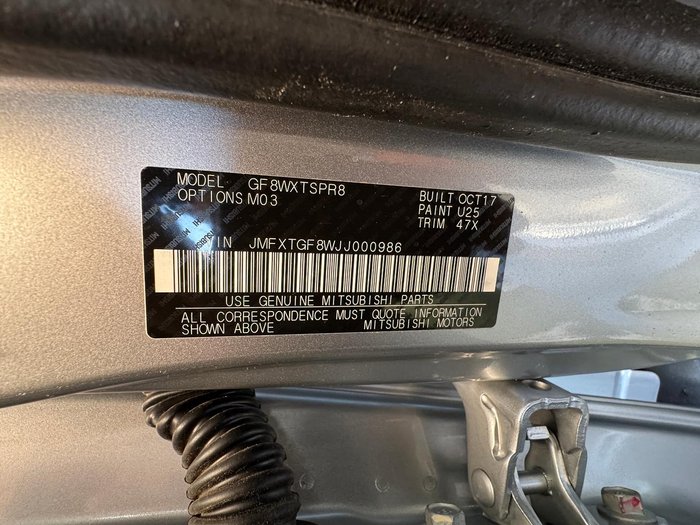 MODEL GF8WXTSPR8
OPTIONS M03
BUILT OCT17
PAINT U25
TRIM 47X
VIN JMFXTGF8WJJ000986
USE GENUINE MITSUBISHI PARTS
ALL CORRESPONDENCE MUST QUOTE INFORMATION
SHOWN ABOVE MITSUBISHI MOTORS